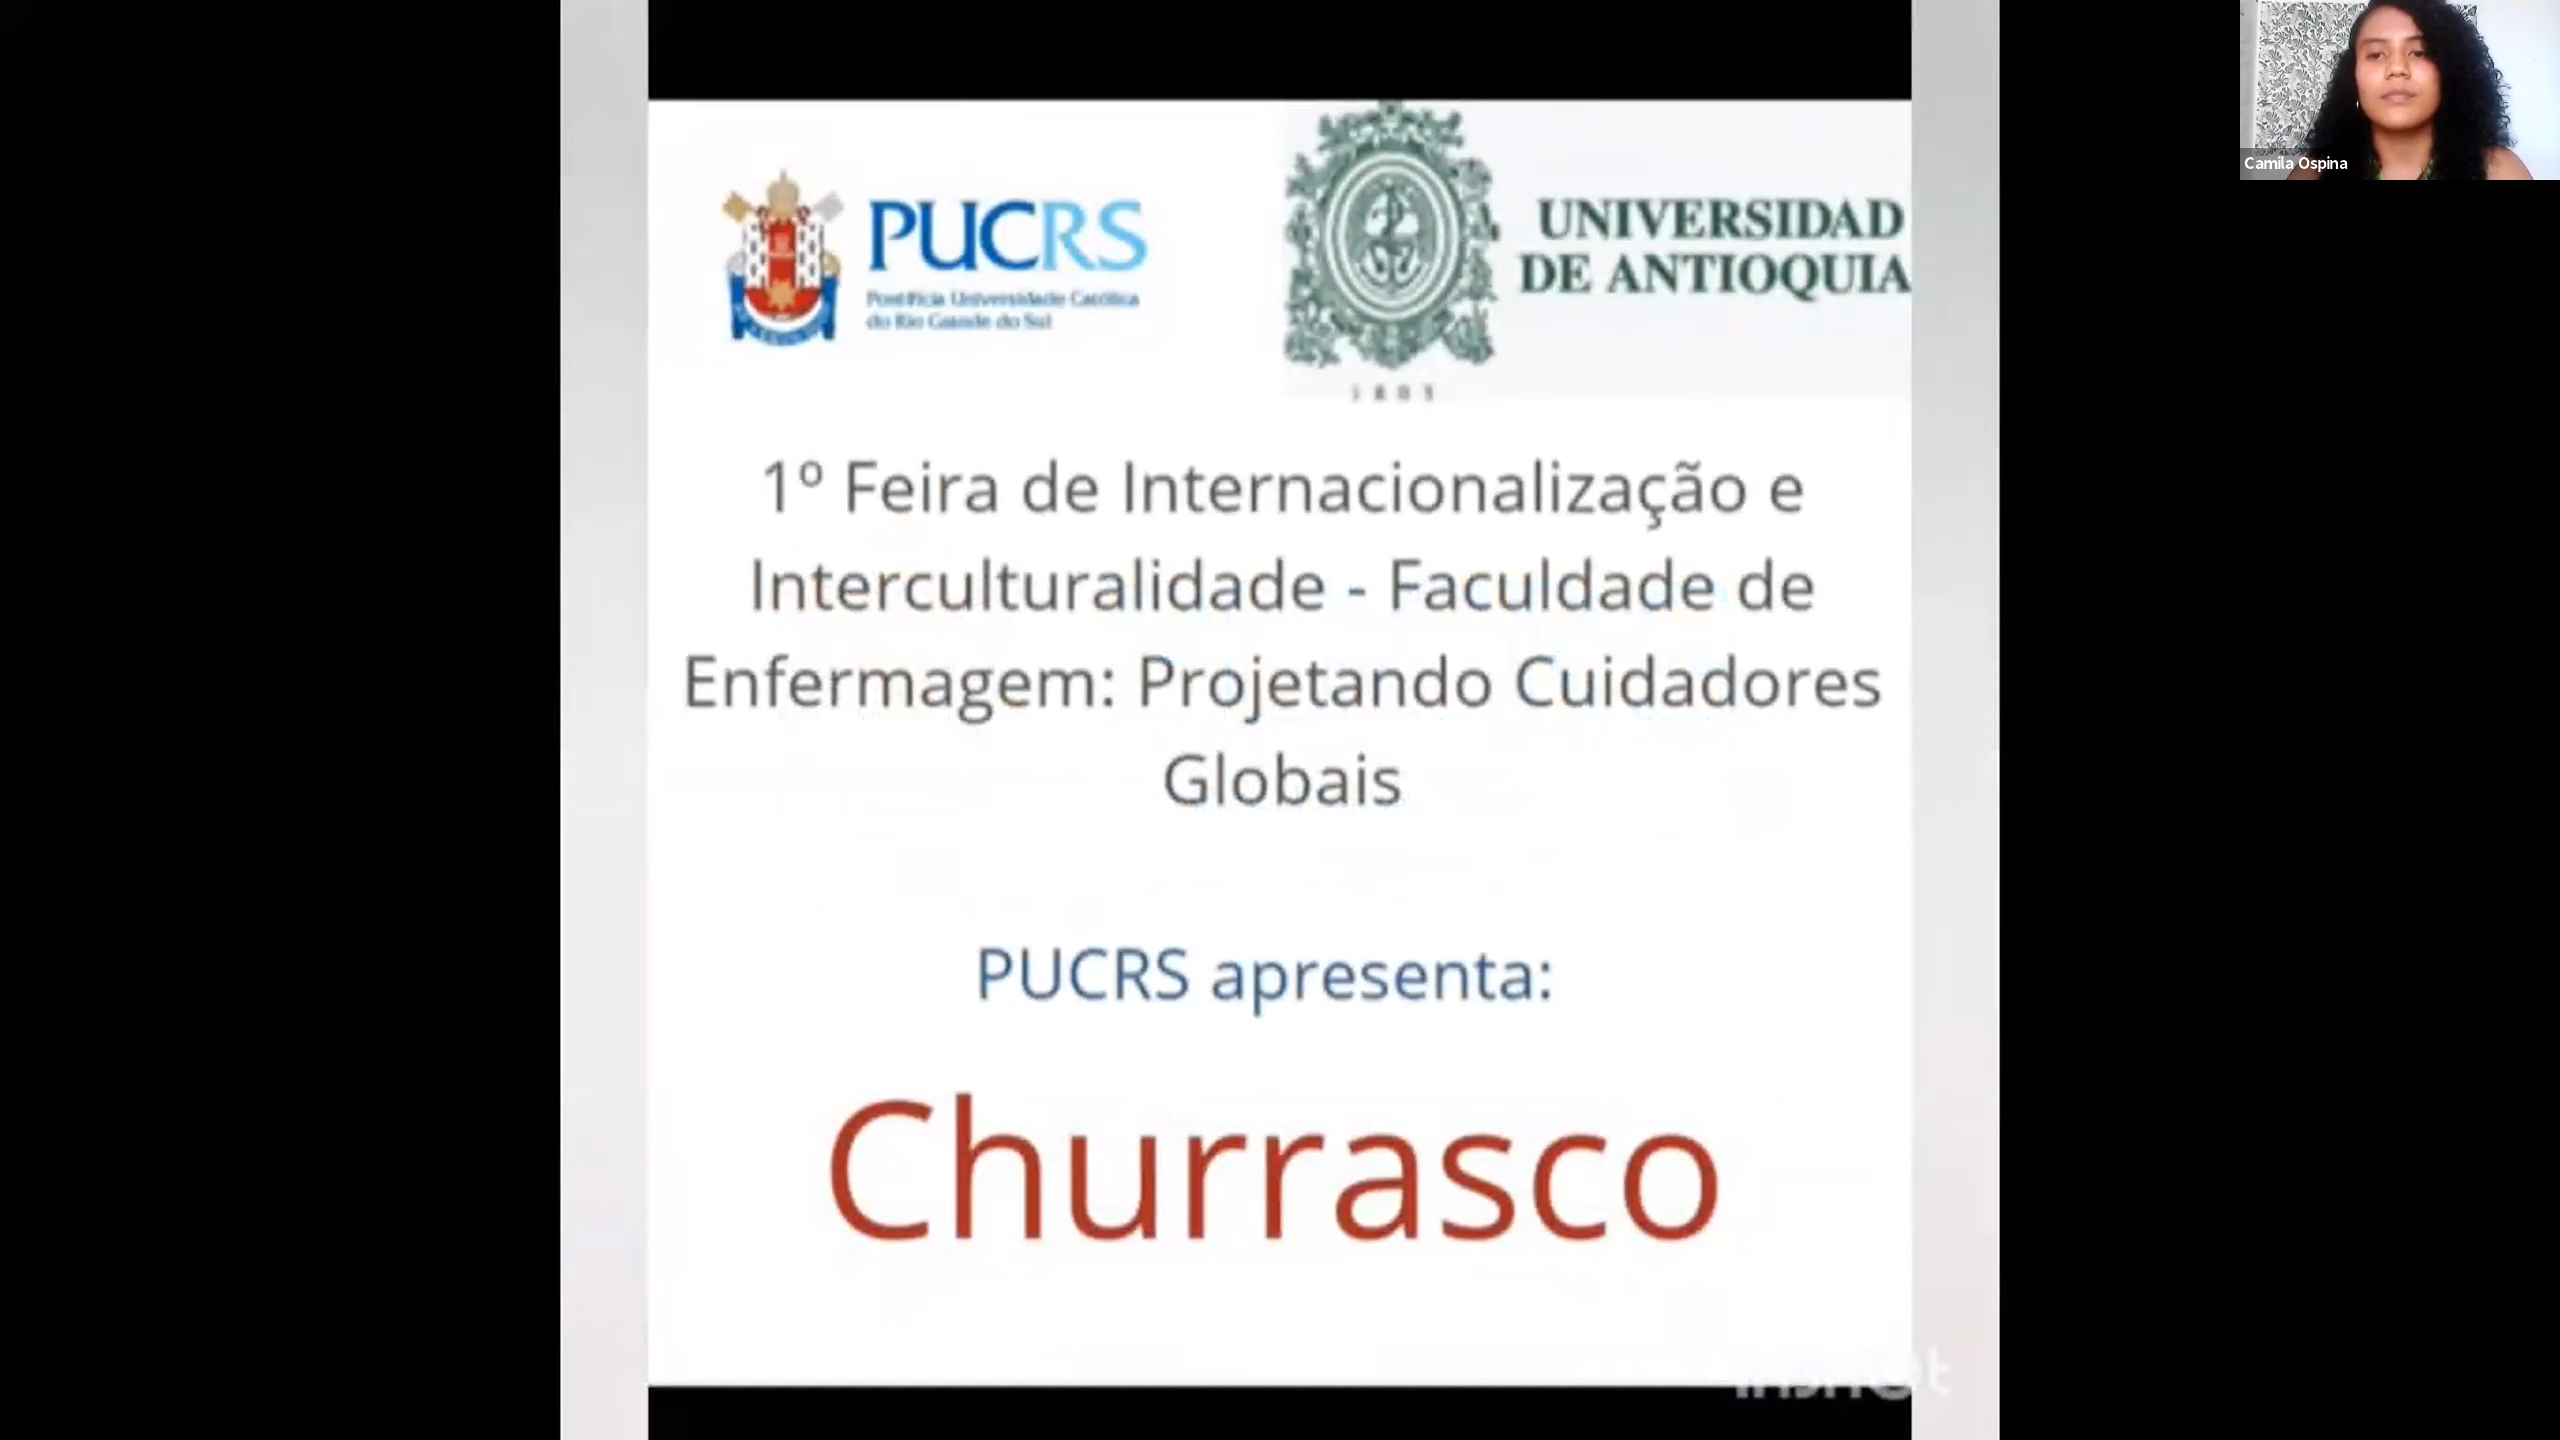 PUCRS
Pontifícia Universidade Católica
do Rio Grande do Sul
UNIVERSIDAD
DE ANTIOQUIA
1803
1º Feira de Internacionalização e
Interculturalidade - Faculdade de
Enfermagem: Projetando Cuidadores
Globais
PUCRS apresenta:
Churrasco
Camila Ospina